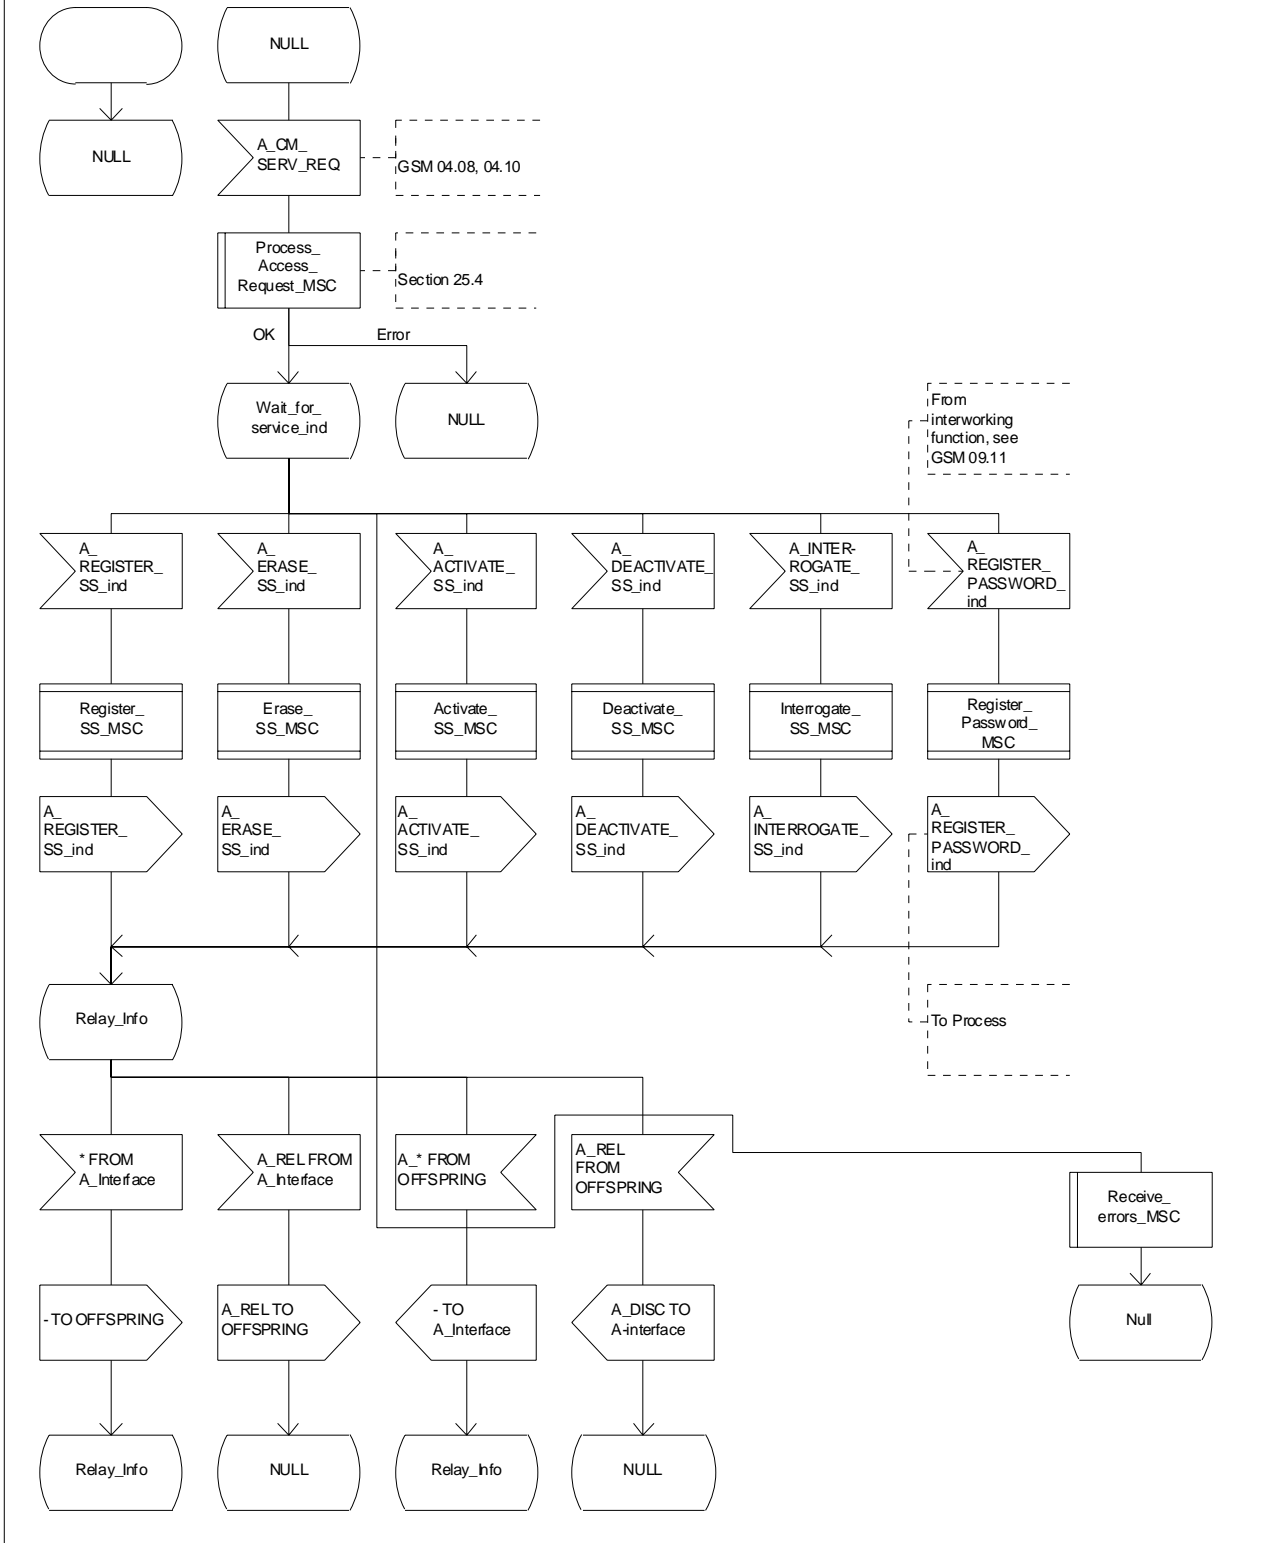 NULL
NULL
A_CM_
SERV_REQ
GSM 04.08, 04.10
Process_
Access_
Request_MSC
Section 25.4
OK
Error
Wait_for_
service_ind
NULL
From
interworking
function, see
GSM 09.11
A_
REGISTER_
SS_ind
A_
ERASE_
SS_ind
A_
ACTIVATE_
SS_ind
A_
DEACTIVATE_
SS_ind
A_INTER-
ROGATE_
SS_ind
A_
REGISTER_
PASSWORD_
ind
Register_
SS_MSC
Erase_
SS_MSC
Activate_
SS_MSC
Deactivate_
SS_MSC
Interrogate_
SS_MSC
Register_
Password_
MSC
A_
REGISTER_
SS_ind
A_
ERASE_
SS_ind
A_
ACTIVATE_
SS_ind
A_
DEACTIVATE_
SS_ind
A_
INTERROGATE_
SS_ind
A_
REGISTER_
PASSWORD_
ind
Relay_Info
To Process
* FROM
A_Interface
A_REL FROM
A_Interface
A_* FROM
OFFSPRING
A_REL
FROM
OFFSPRING
Receive_
errors_MSC
- TO OFFSPRING
A_REL TO
OFFSPRING
- TO
A_Interface
A_DISC TO
A-interface
Null
Relay_Info
NULL
Relay_Info
NULL